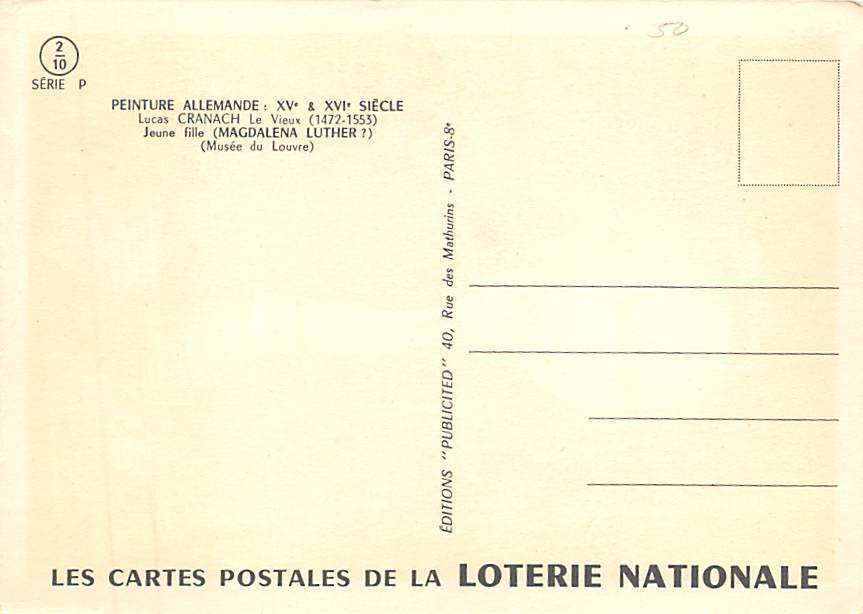 50
2
10
SÉRIE P
PEINTURE ALLEMANDE : XVe & XVIe SIÈCLE
Lucas CRANACH Le Vieux (1472-1553)
Jeune fille (MAGDALENA LUTHER ?)
(Musée du Louvre)
ÉDITIONS "PUBLICITED" 40, Rue des Mathurins - PARIS-8e
LES CARTES POSTALES DE LA LOTERIE NATIONALE